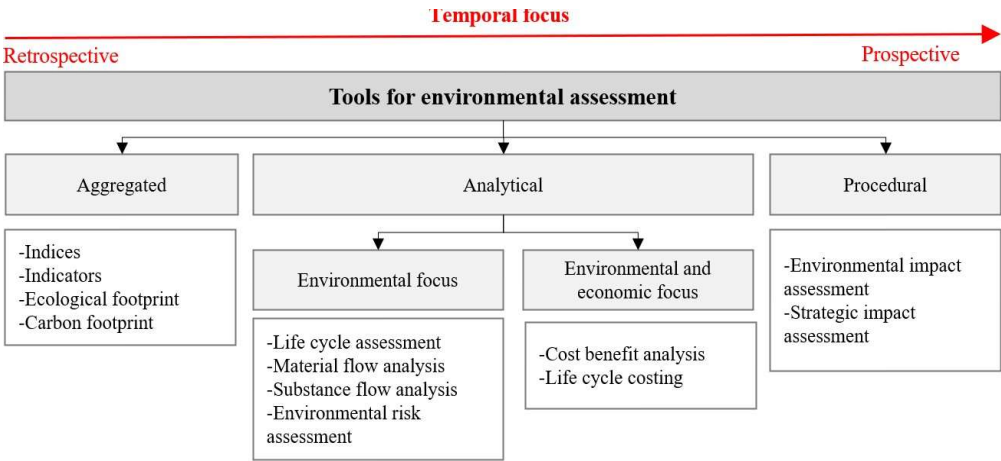 Temporal focus
Retrospective
Prospective
Tools for environmental assessment
Aggregated
Analytical
Procedural
-Indices
-Indicators
-Ecological footprint
-Carbon footprint
Environmental focus
Environmental and
economic focus
-Life cycle assessment
-Material flow analysis
-Substance flow analysis
-Environmental risk
assessment
-Cost benefit analysis
-Life cycle costing
-Environmental impact
assessment
-Strategic impact
assessment